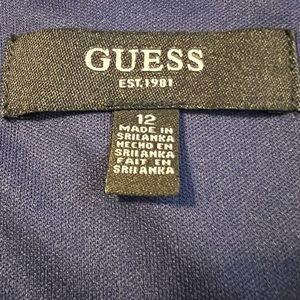 GUESS
EST.1981
12
MADE IN
SRILANKA
HECHO EN
SRILANKA
FAIT EN
SRILANKA